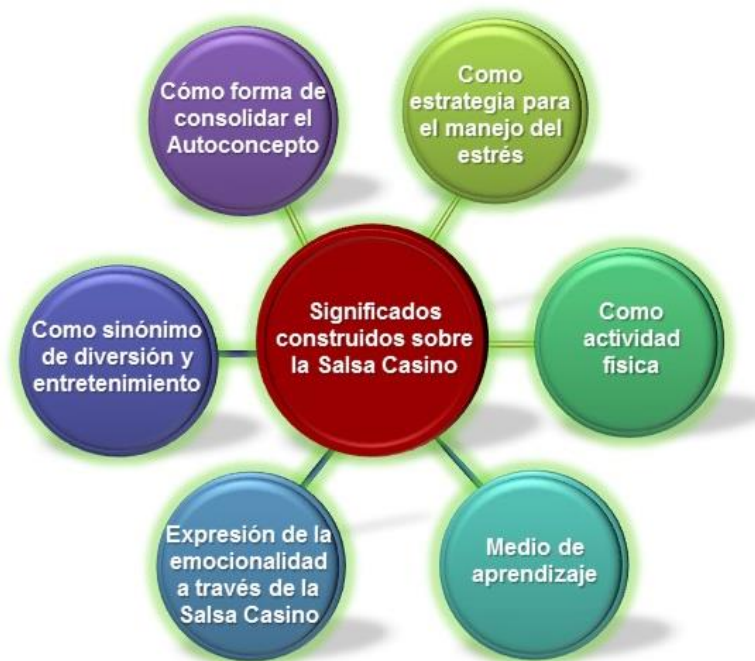 Cómo forma de
consolidar el
Autoconcepto
Como
estrategia para
el manejo del
estrés
Significados
construidos sobre
la Salsa Casino
Como sinónimo
de diversión y
entretenimiento
Como
actividad
física
Expresión de la
emocionalidad
a través de la
Salsa Casino
Medio de
aprendizaje